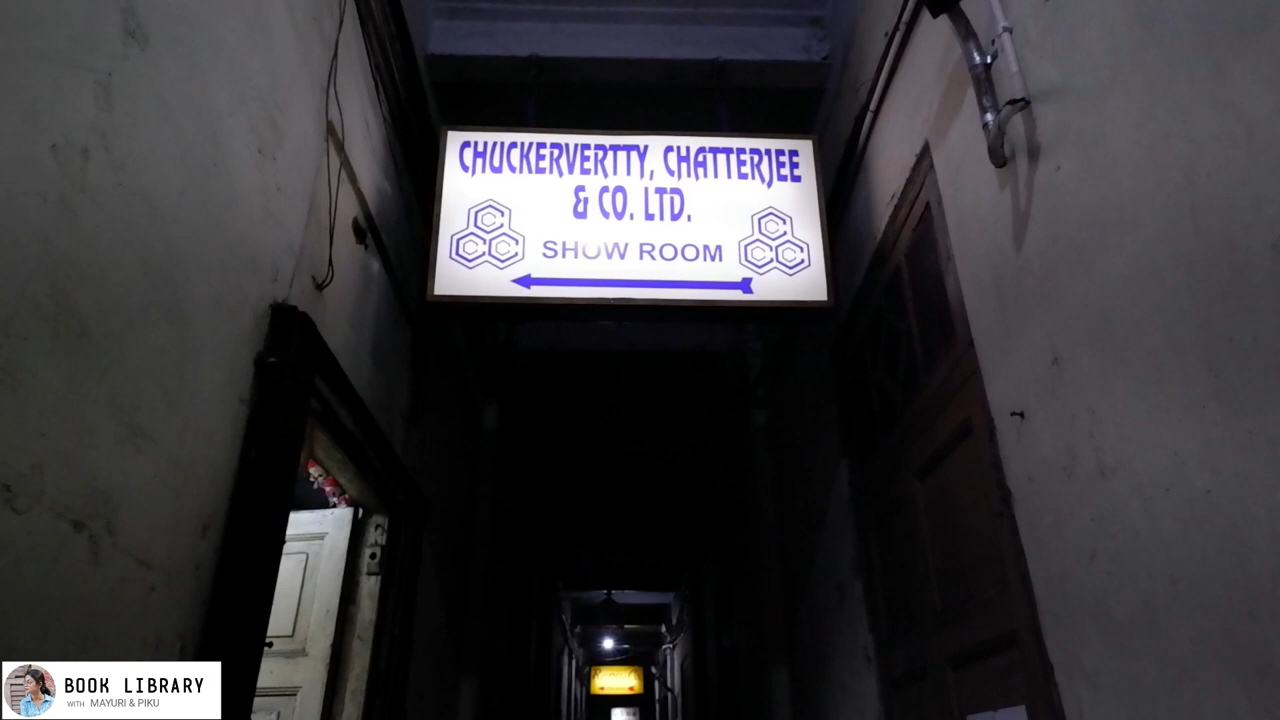 CHUCKERVERTTY, CHATTERJEE
& CO. LTD.
SHOW ROOM
BOOK LIBRARY
WITH MAYURI & PIKU